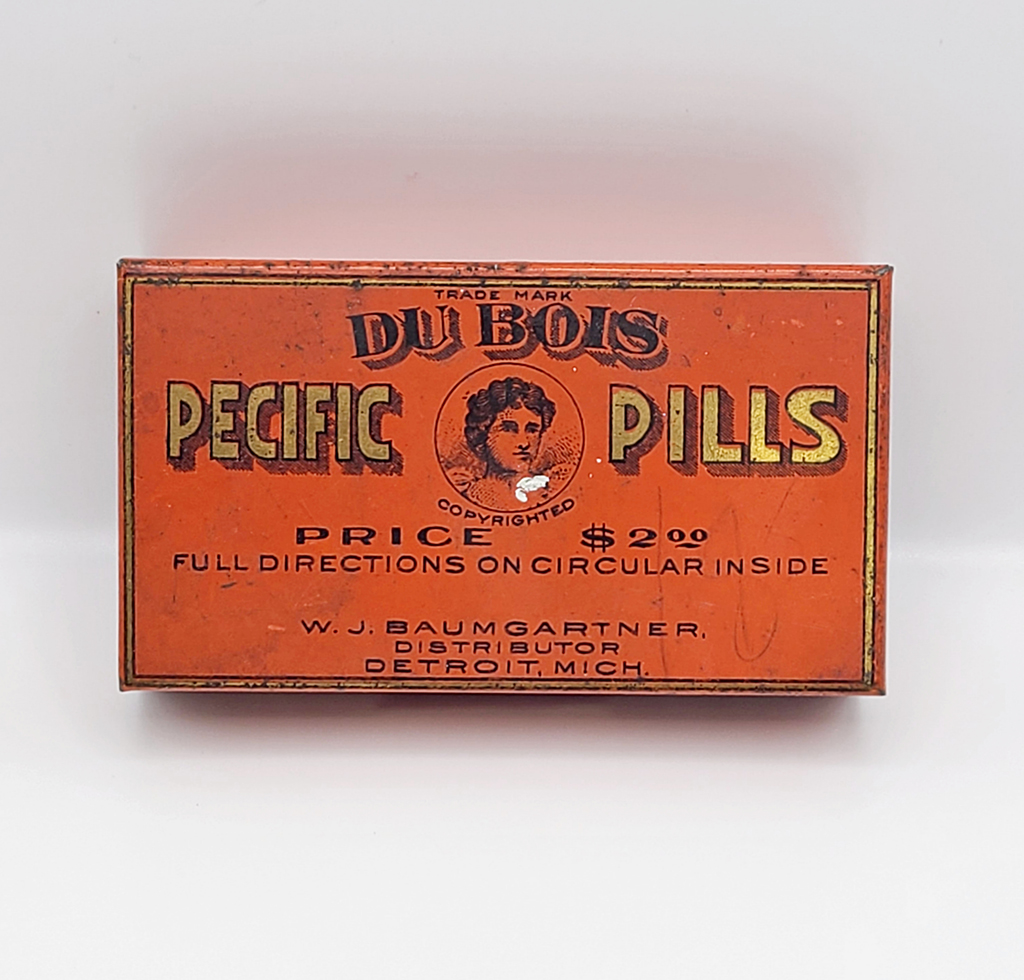 TRADE MARK
DU BOIS
PECIFIC PILLS
COPYRIGHTED
PRICE $2.00
FULL DIRECTIONS ON CIRCULAR INSIDE
W. J. BAUMGARTNER,
DISTRIBUTOR
DETROIT, MICH.